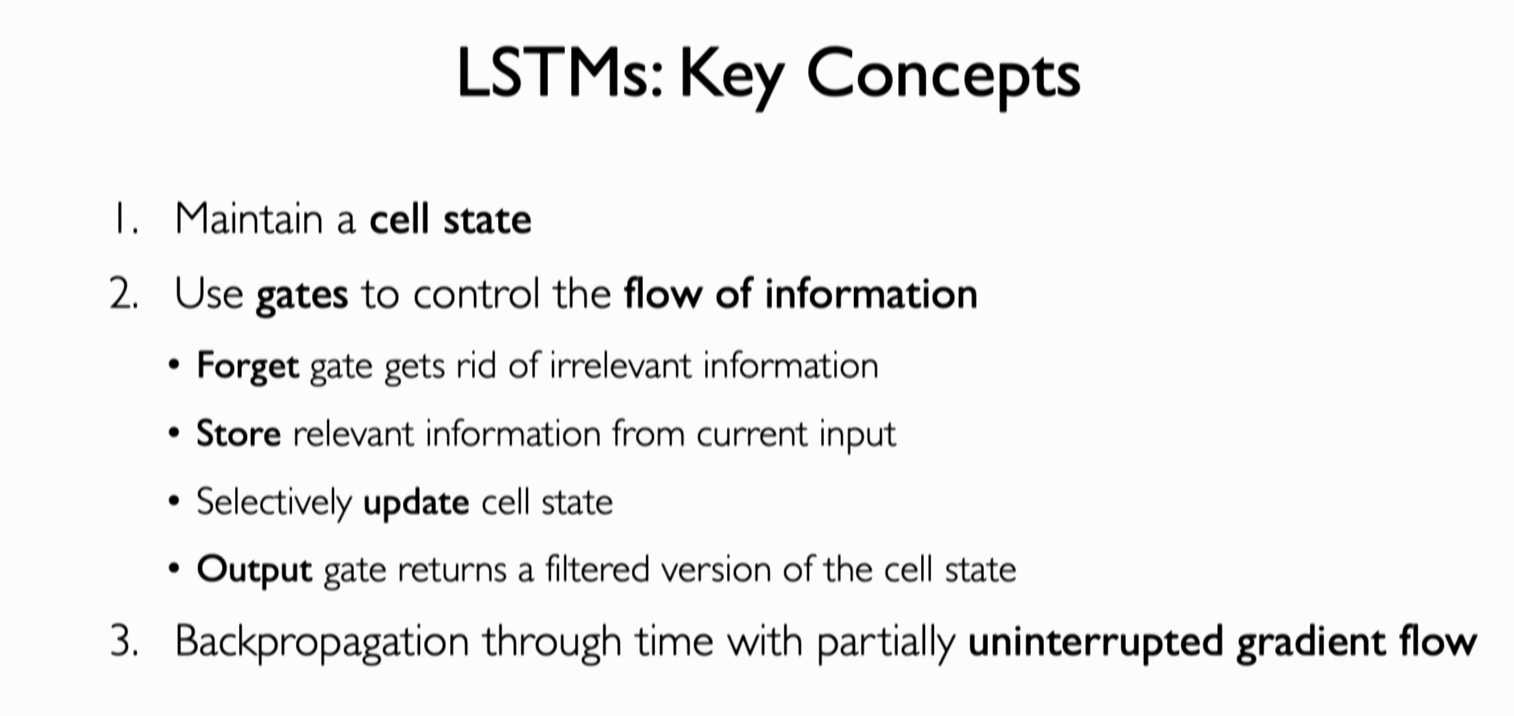 LSTMs: Key Concepts
1. Maintain a cell state
2. Use gates to control the flow of information
• Forget gate gets rid of irrelevant information
• Store relevant information from current input
• Selectively update cell state
• Output gate returns a filtered version of the cell state
3. Backpropagation through time with partially uninterrupted gradient flow